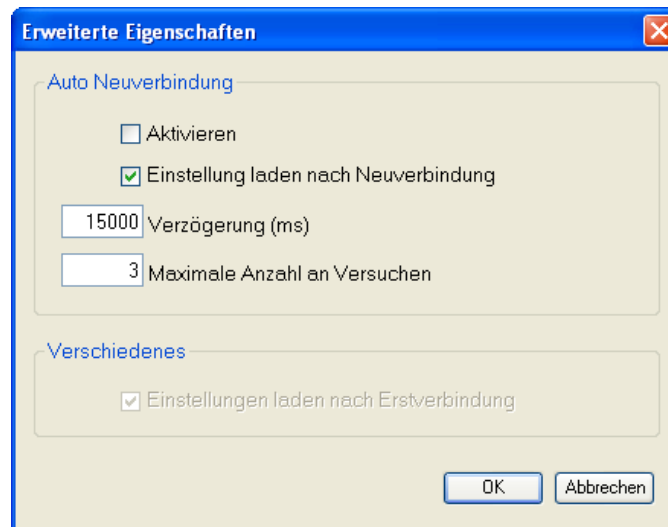 Erweiterte Eigenschaften
Auto Neuverbindung
Aktivieren
Einstellung laden nach Neuverbindung
15000 Verzögerung (ms)
3 Maximale Anzahl an Versuchen
Verschiedenes
Einstellungen laden nach Erstverbindung
OK Abbrechen